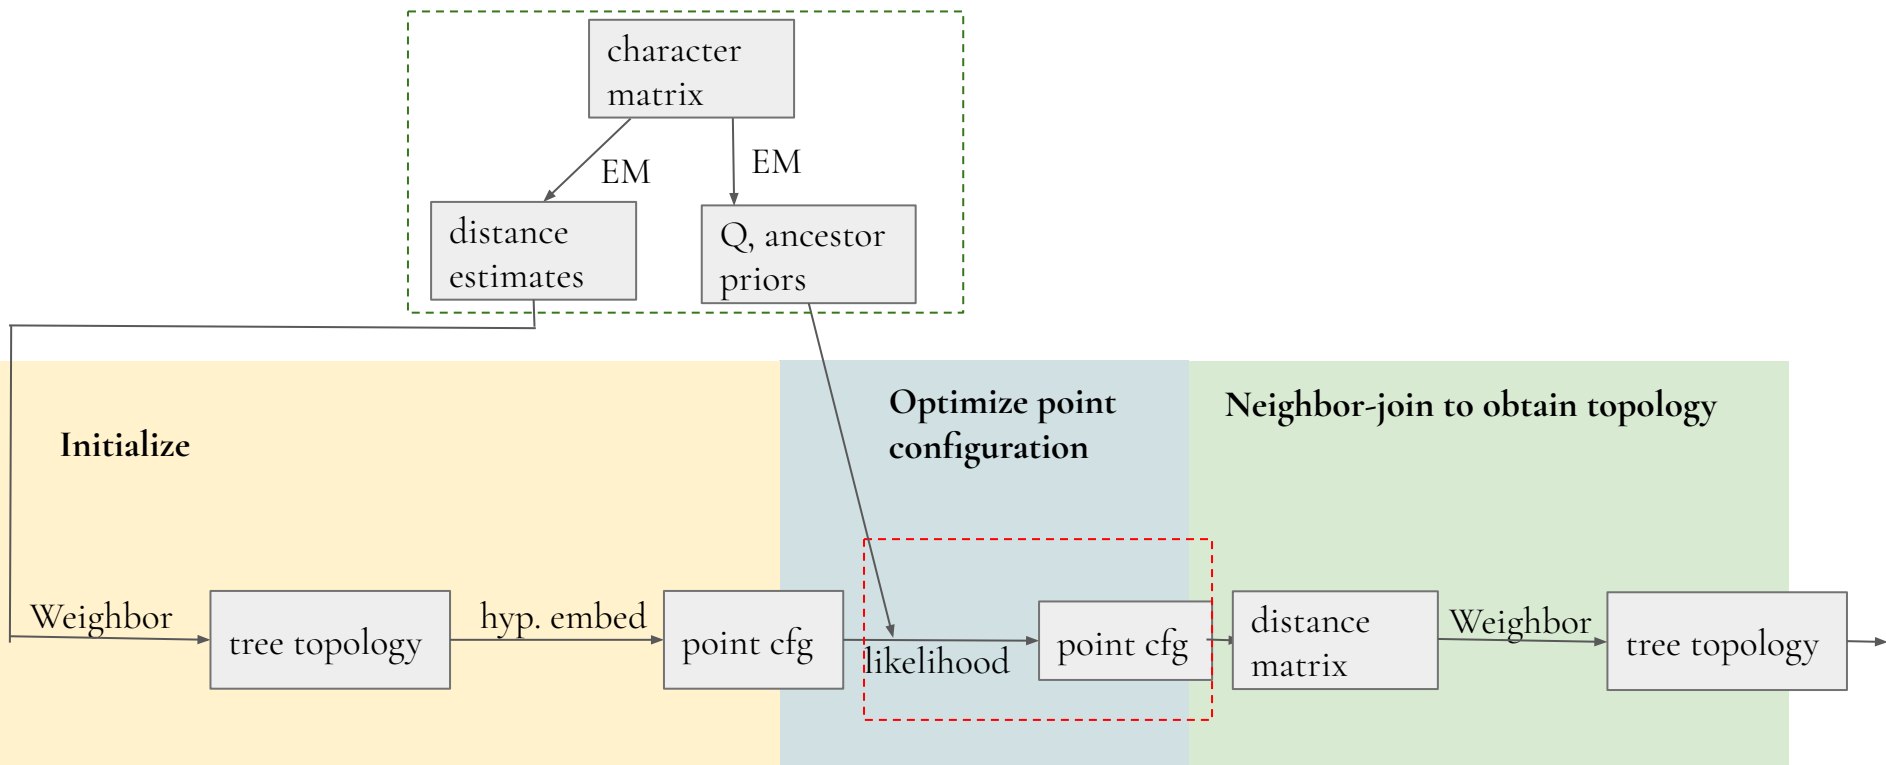 character
matrix
EM
EM
distance
estimates
Q, ancestor
priors
Initialize
Optimize point
configuration
Neighbor-join to obtain topology
Weighbor
tree topology
hyp. embed
point cfg
likelihood
point cfg
distance
matrix
Weighbor
tree topology